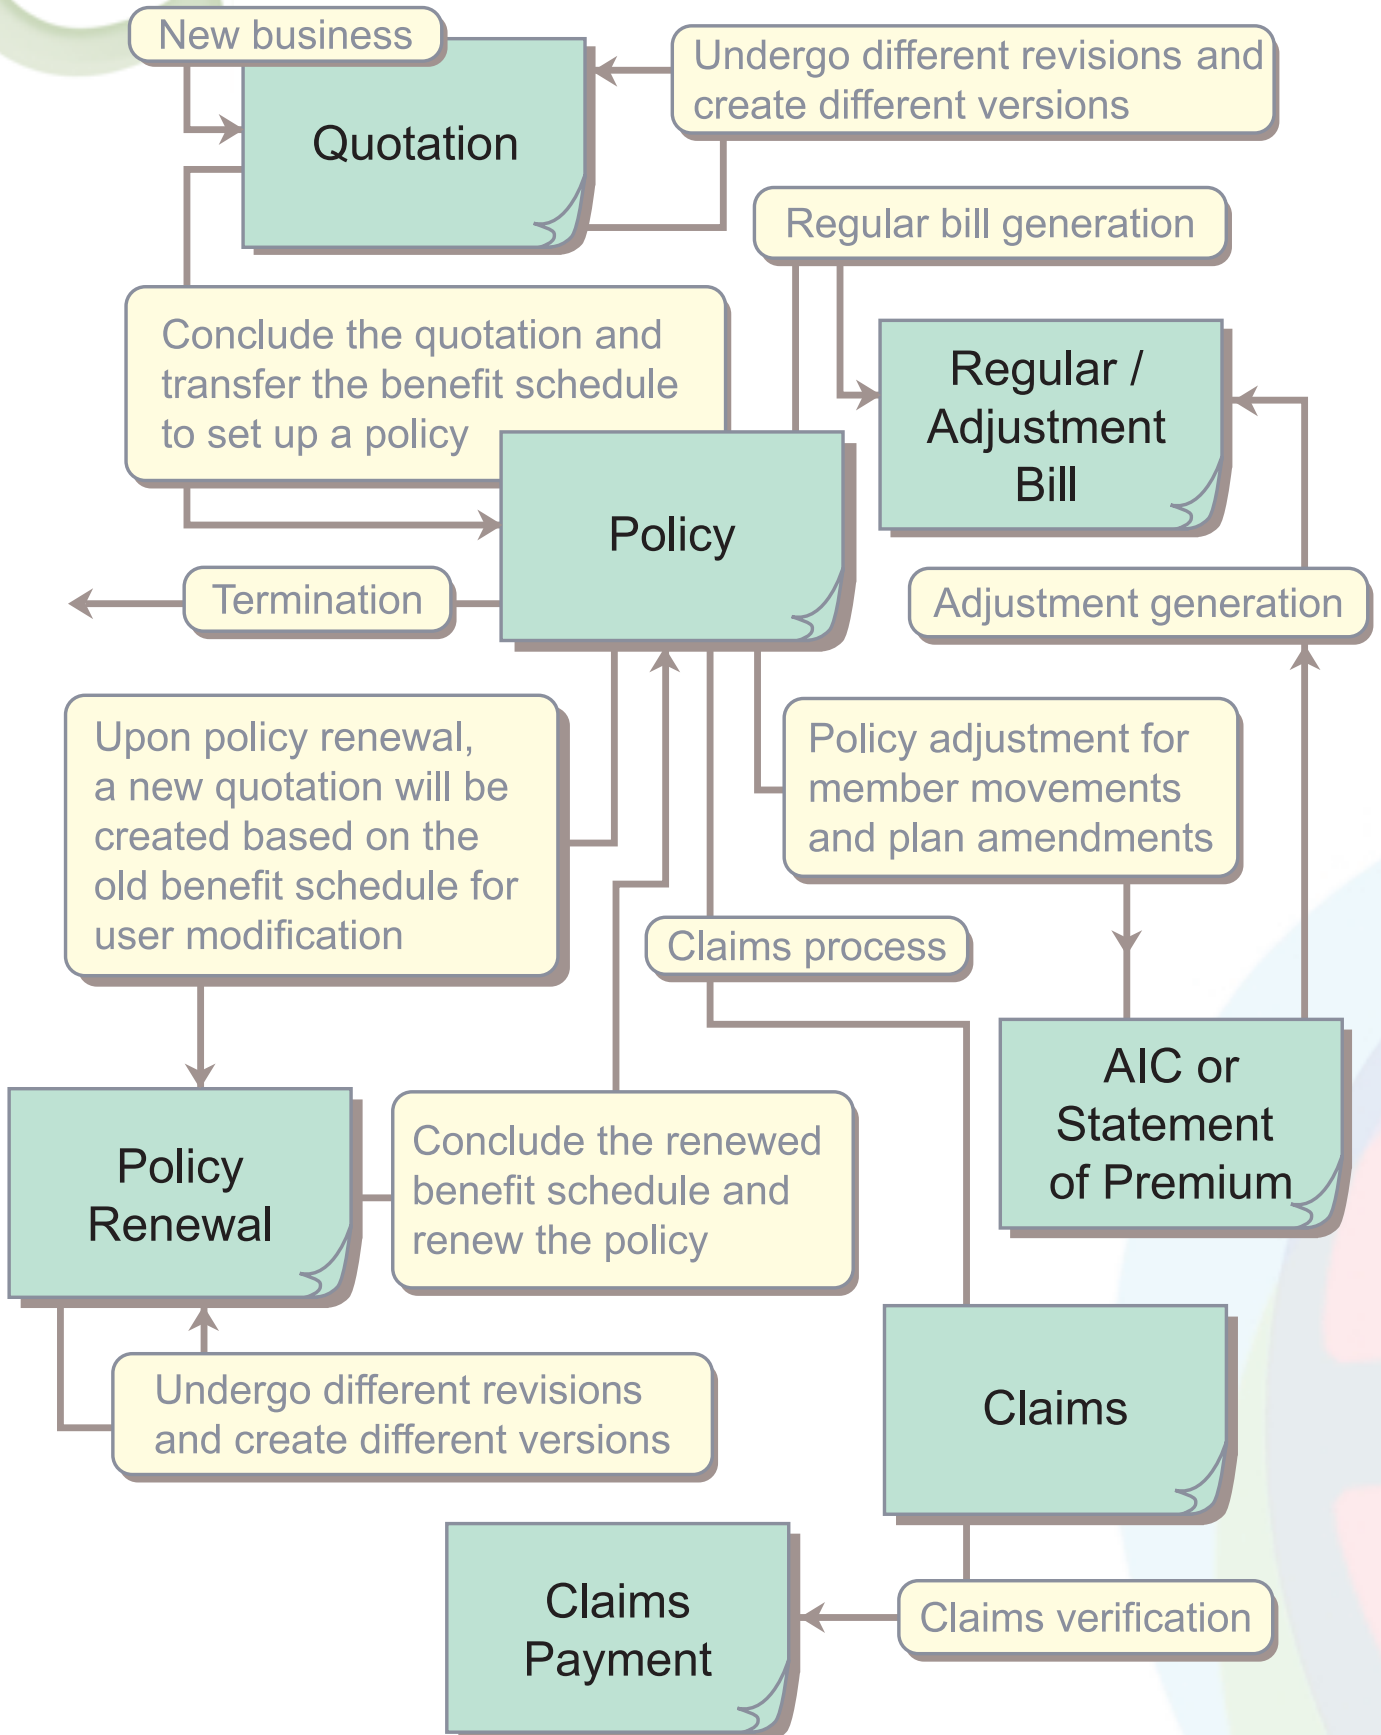 New business
Undergo different revisions and
create different versions
Quotation
Regular bill generation
Conclude the quotation and
transfer the benefit schedule
to set up a policy
Regular /
Adjustment
Bill
Policy
Termination
Adjustment generation
Upon policy renewal,
a new quotation will be
created based on the
old benefit schedule for
user modification
Policy adjustment for
member movements
and plan amendments
Claims process
AIC or
Statement
of Premium
Policy
Renewal
Conclude the renewed
benefit schedule and
renew the policy
Undergo different revisions
and create different versions
Claims
Claims
Payment
Claims verification